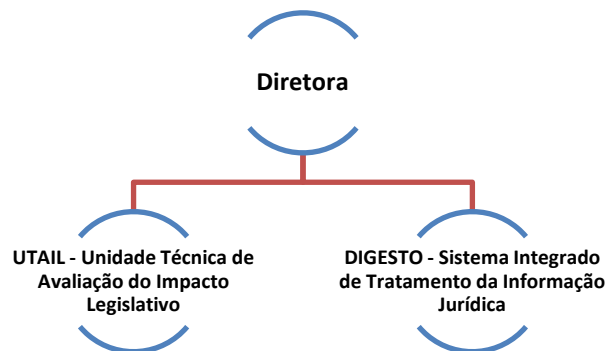 Diretora
UTAIL - Unidade Técnica de
Avaliação do Impacto
Legislativo
DIGESTO - Sistema Integrado
de Tratamento da Informação
Jurídica